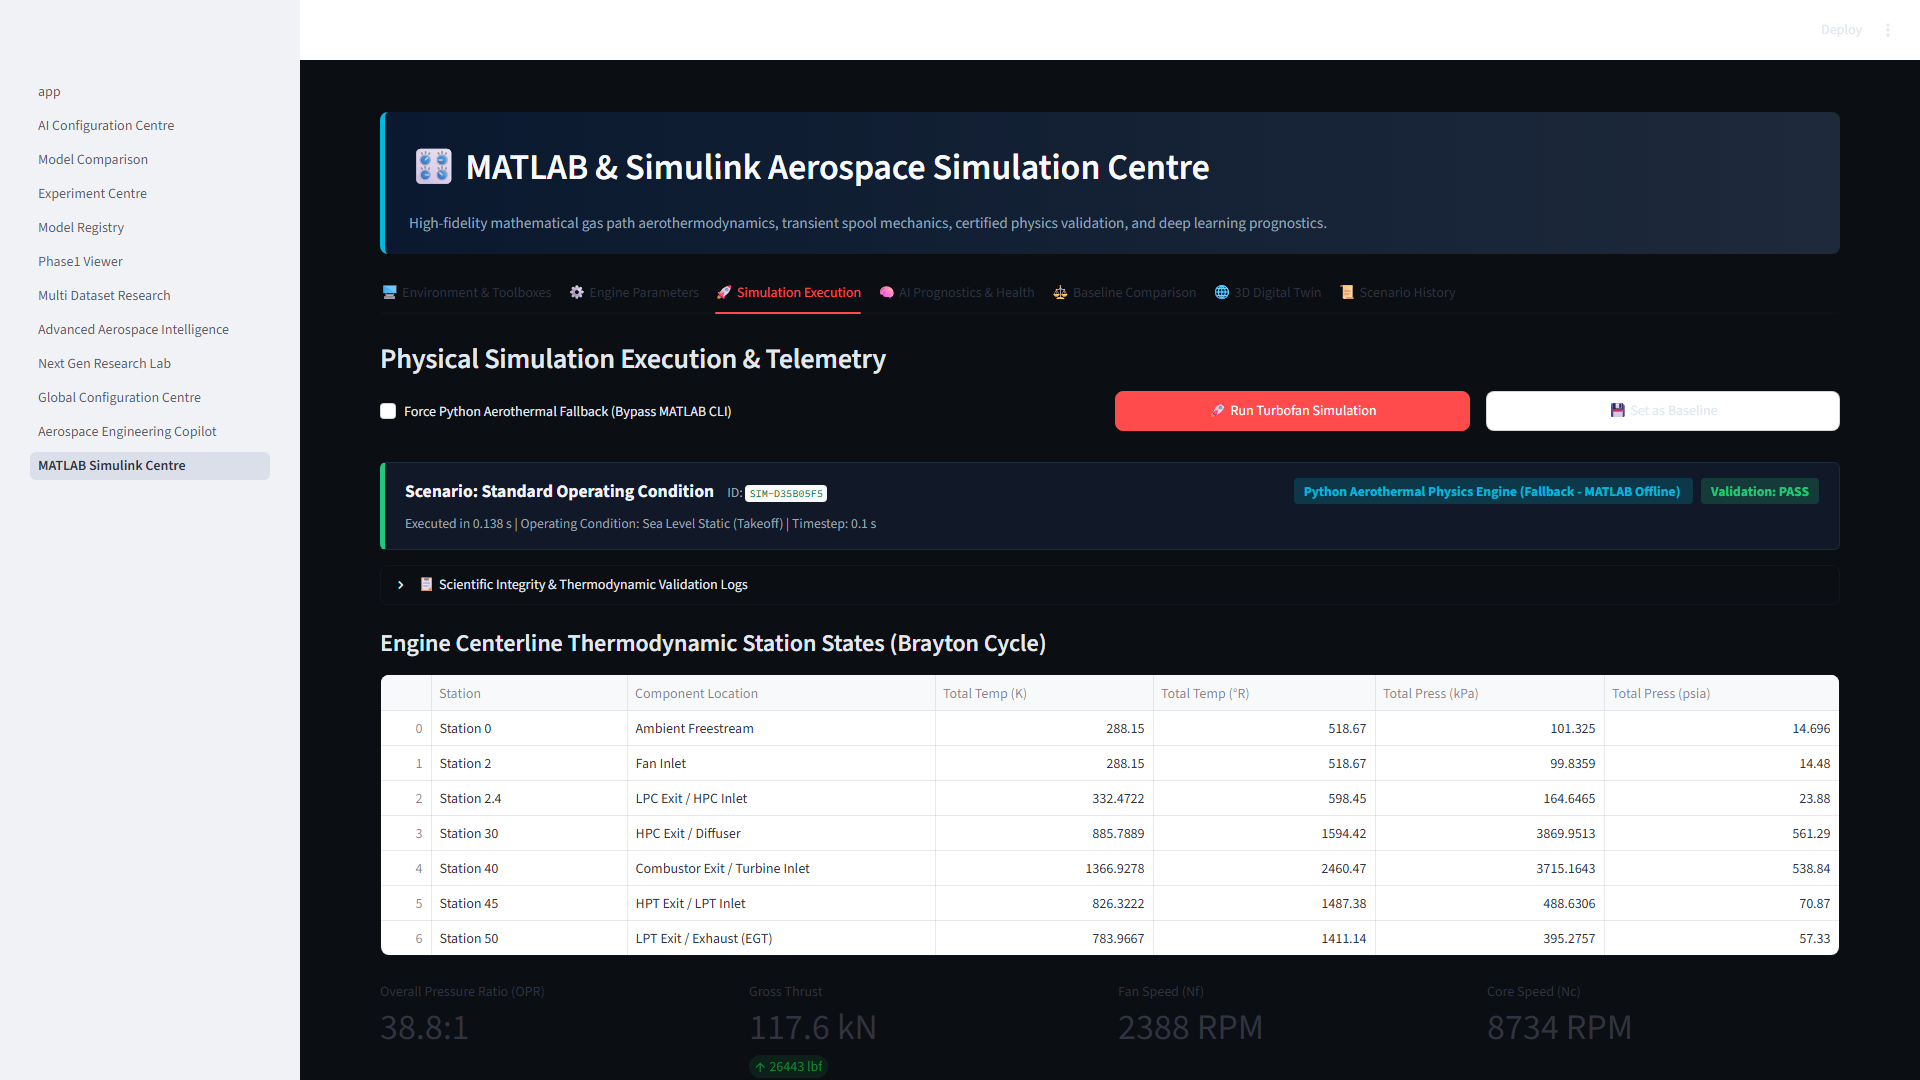 Deploy
app
AI Configuration Centre
Model Comparison
Experiment Centre
Model Registry
Phase1 Viewer
Multi Dataset Research
Advanced Aerospace Intelligence
Next Gen Research Lab
Global Configuration Centre
Aerospace Engineering Copilot
MATLAB Simulink Centre
MATLAB & Simulink Aerospace Simulation Centre
High-fidelity mathematical gas path aerothermodynamics, transient spool mechanics, certified physics validation, and deep learning prognostics.
Environment & Toolboxes Engine Parameters Simulation Execution AI Prognostics & Health Baseline Comparison 3D Digital Twin Scenario History
Physical Simulation Execution & Telemetry
Force Python Aerothermal Fallback (Bypass MATLAB CLI) Run Turbofan Simulation Set as Baseline
Scenario: Standard Operating Condition ID: SIM-D35B05F5 Python Aerothermal Physics Engine (Fallback - MATLAB Offline) Validation: PASS
Executed in 0.138 s | Operating Condition: Sea Level Static (Takeoff) | Timestep: 0.1 s
Scientific Integrity & Thermodynamic Validation Logs
Engine Centerline Thermodynamic Station States (Brayton Cycle)
Station Component Location Total Temp (K) Total Temp (°R) Total Press (kPa) Total Press (psia)
0 Station 0 Ambient Freestream 288.15 518.67 101.325 14.696
1 Station 2 Fan Inlet 288.15 518.67 99.8359 14.48
2 Station 2.4 LPC Exit / HPC Inlet 332.4722 598.45 164.6465 23.88
3 Station 30 HPC Exit / Diffuser 885.7889 1594.42 3869.9513 561.29
4 Station 40 Combustor Exit / Turbine Inlet 1366.9278 2460.47 3715.1643 538.84
5 Station 45 HPT Exit / LPT Inlet 826.3222 1487.38 488.6306 70.87
6 Station 50 LPT Exit / Exhaust (EGT) 783.9667 1411.14 395.2757 57.33
Overall Pressure Ratio (OPR) Gross Thrust Fan Speed (Nf) Core Speed (Nc)
38.8:1 117.6 kN 2388 RPM 8734 RPM
↑ 26443 lbf